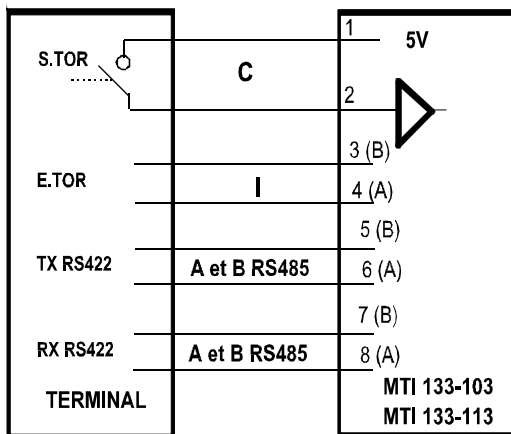 1
5V
S.TOR
C
2
3 (B)
E.TOR
I
4 (A)
5 (B)
TX RS422
A et B RS485
6 (A)
7 (B)
RX RS422
A et B RS485
8 (A)
TERMINAL
MTI 133-103
MTI 133-113